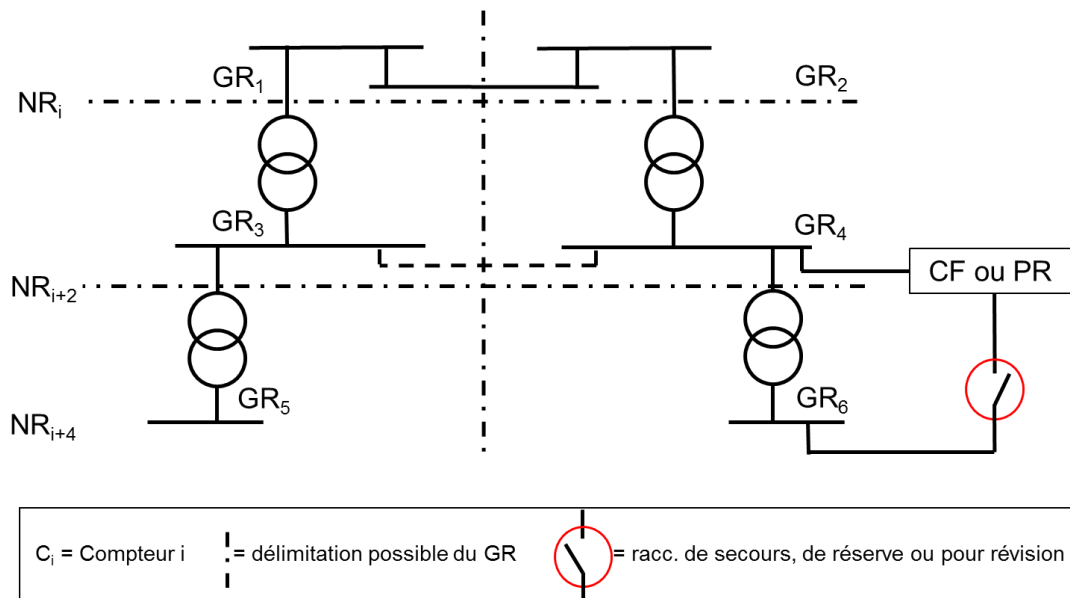 GR1
GR2
NRi
GR3
GR4
CF ou PR
NRi+2
GR5
GR6
NRi+4
Ci = Compteur i
= délimitation possible du GR
= racc. de secours, de réserve ou pour révision